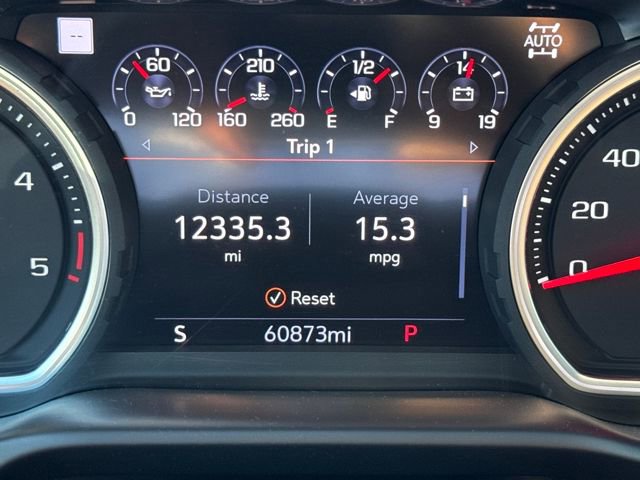 --
60 210 1/2 14 AUTO
0 120 160 260 E F 9 19
Trip 1
Distance Average
12335.3 15.3
mi mpg
Reset
S 60873mi P
4
5
40
20
0